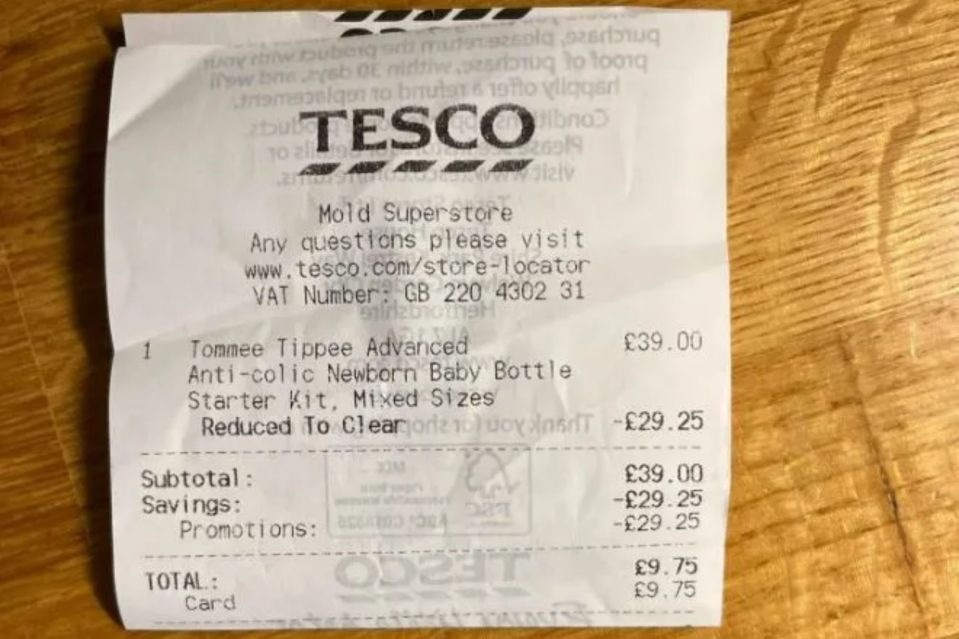 TESCO
Mold Superstore
Any questions please visit
www.tesco.com/store-locator
VAT Number: GB 220 4302 31
1 Tommee Tippee Advanced £39.00
Anti-colic Newborn Baby Bottle
Starter Kit, Mixed Sizes
Reduced To Clear -£29.25
Subtotal: £39.00
Savings: -£29.25
Promotions: -£29.25
TOTAL: £9.75
Card £9.75